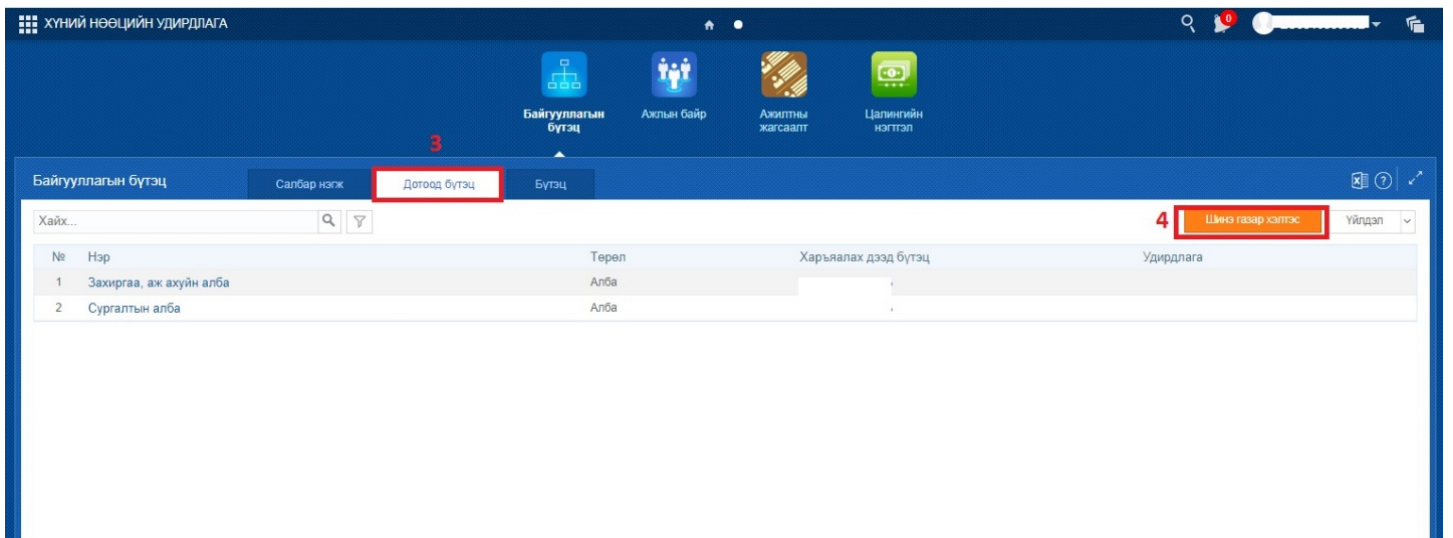 ХҮНИЙ НӨӨЦИЙН УДИРДЛАГА
0
Байгууллагын бүтэц
Ажлын байр
Ажилтны жагсаалт
Цалингийн нэгтгэл
3
Байгууллагын бүтэц
Салбар нэгж
Дотоод бүтэц
Бүтэц
Хайх...
4
Шинэ газар хэлтэс
Үйлдэл
№ Нэр Төрөл Харъяалах дээд бүтэц Удирдлага
1 Захиргаа, аж ахуйн алба Алба
2 Сургалтын алба Алба